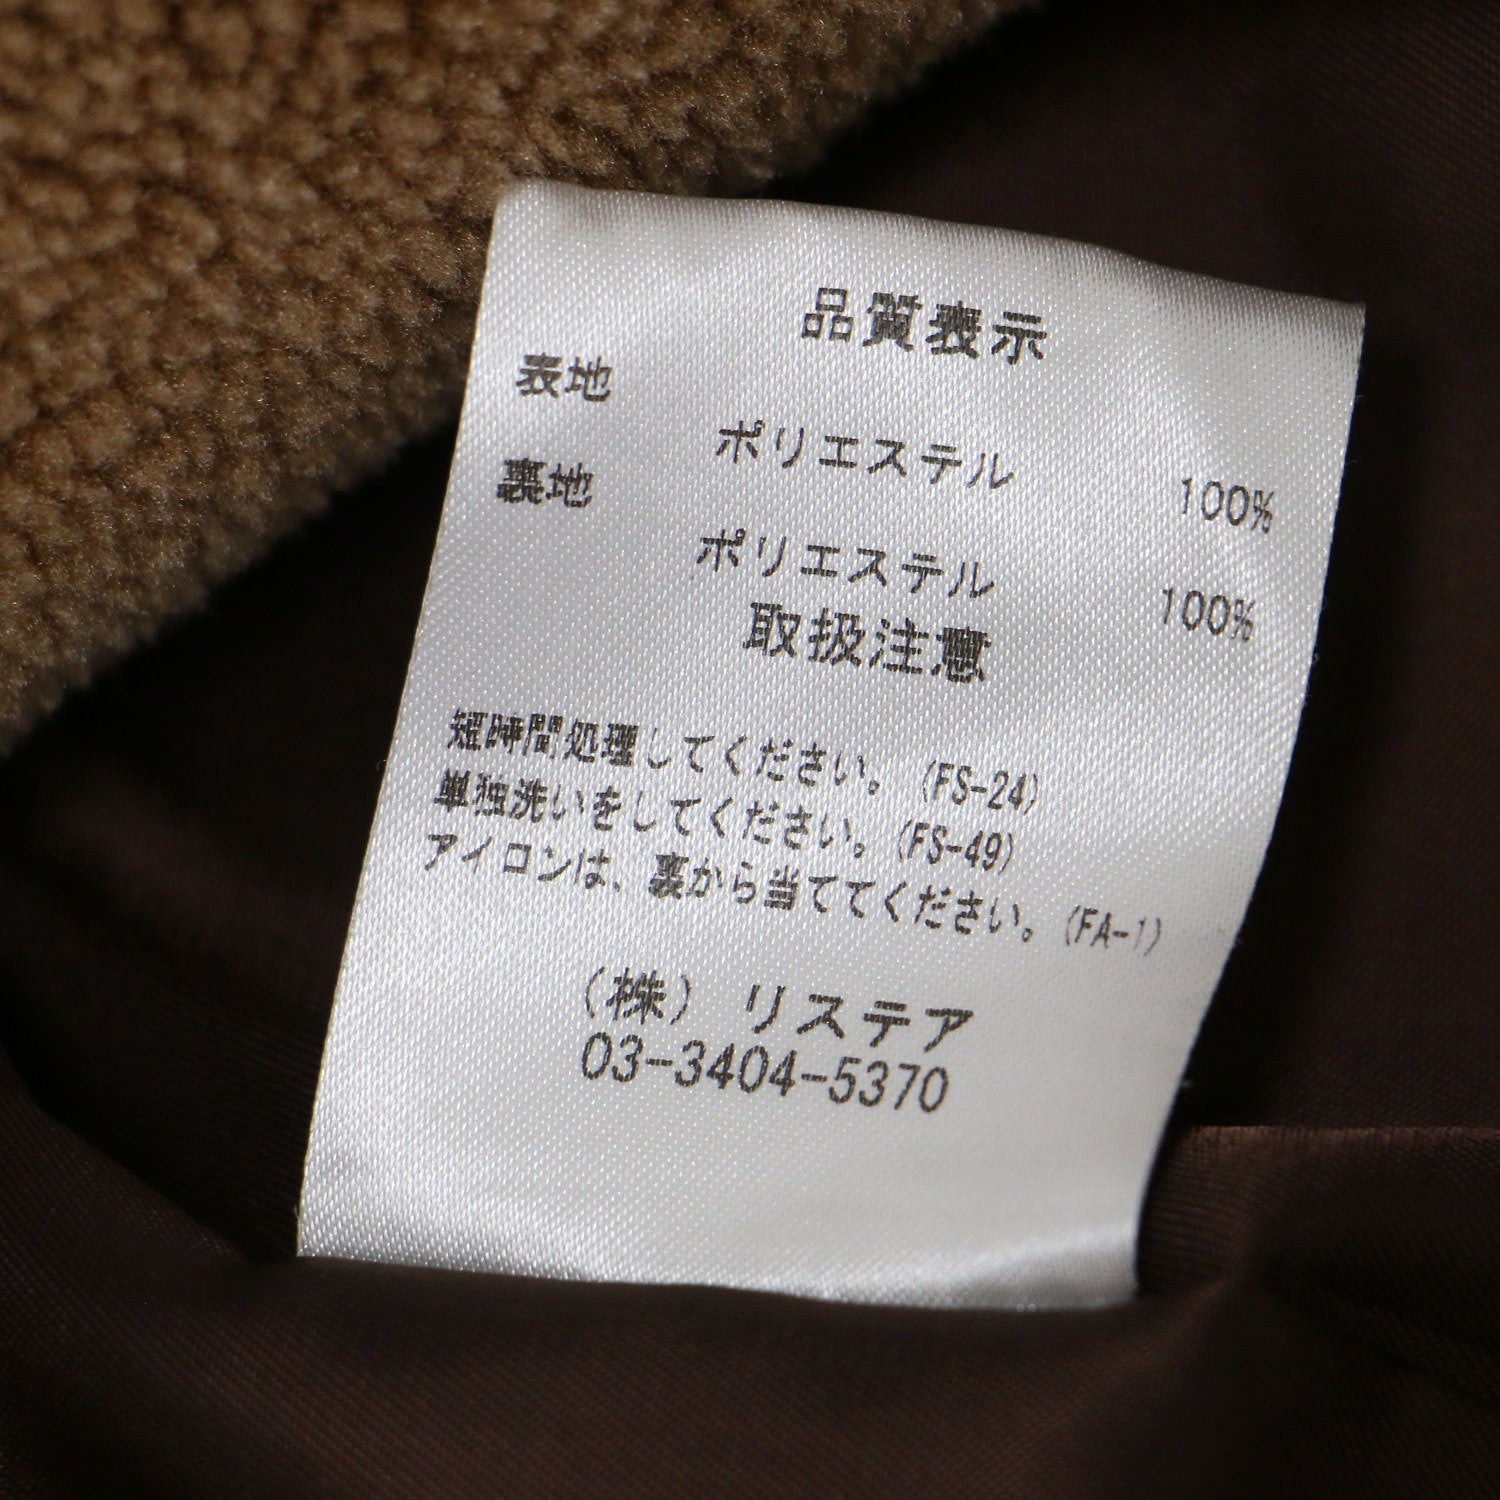 品質表示
表地
ポリエステル 100%
裏地
ポリエステル 100%
取扱注意
短時間処理してください。(FS-24)
単独洗いをしてください。(FS-49)
アイロンは、裏から当ててください。(FA-1)
(株) リステア
03-3404-5370